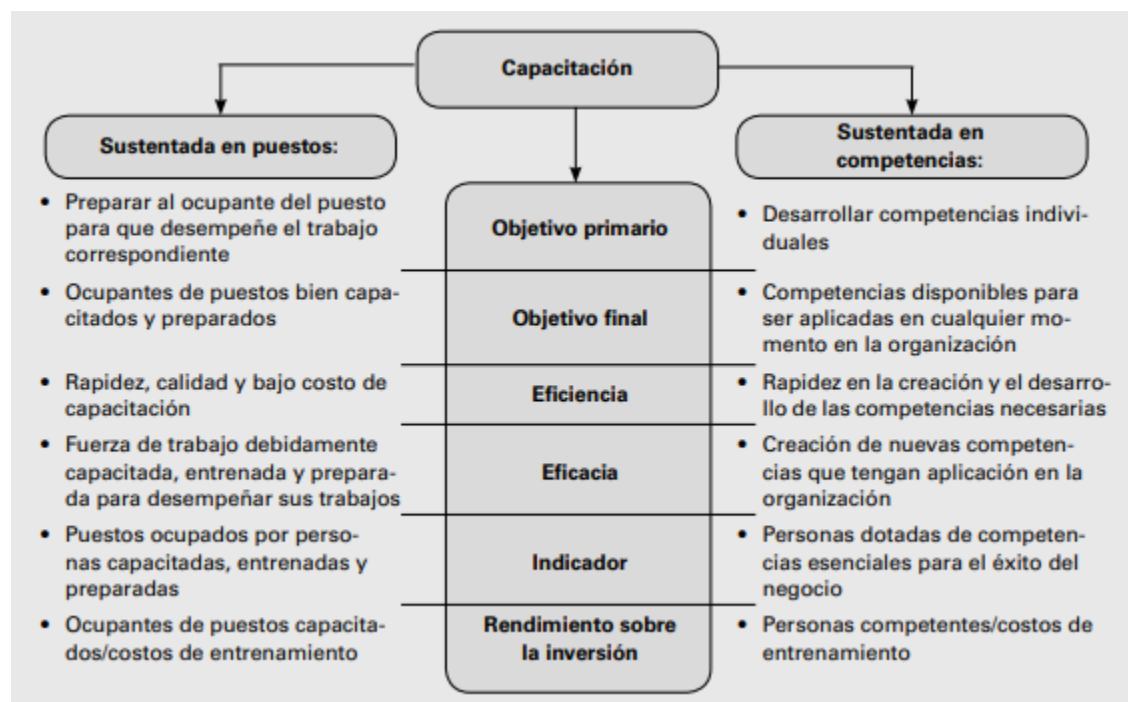 Capacitación
Sustentada en puestos:
• Preparar al ocupante del puesto
para que desempeñe el trabajo
correspondiente
• Ocupantes de puestos bien capa-
citados y preparados
• Rapidez, calidad y bajo costo de
capacitación
• Fuerza de trabajo debidamente
capacitada, entrenada y prepara-
da para desempeñar sus trabajos
• Puestos ocupados por perso-
nas capacitadas, entrenadas y
preparadas
• Ocupantes de puestos capacita-
dos/costos de entrenamiento
Objetivo primario
Objetivo final
Eficiencia
Eficacia
Indicador
Rendimiento sobre
la inversión
Sustentada en
competencias:
• Desarrollar competencias indivi-
duales
• Competencias disponibles para
ser aplicadas en cualquier mo-
mento en la organización
• Rapidez en la creación y el desarro-
llo de las competencias necesarias
• Creación de nuevas competen-
cias que tengan aplicación en la
organización
• Personas dotadas de competen-
cias esenciales para el éxito del
negocio
• Personas competentes/costos de
entrenamiento